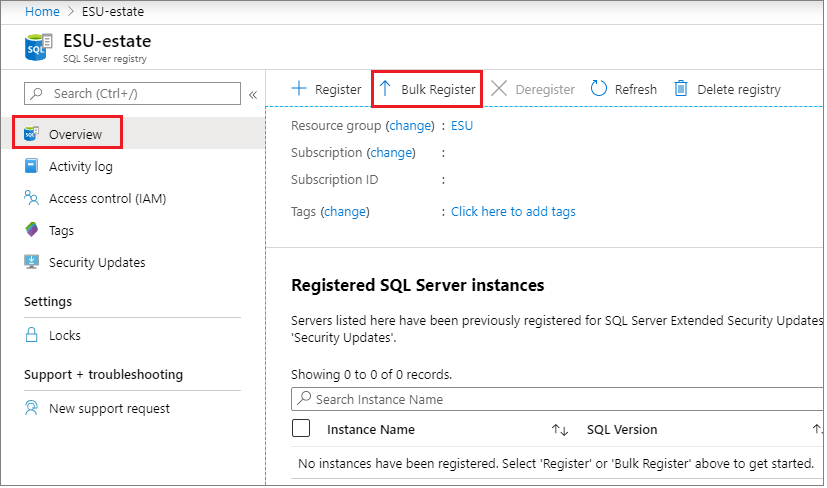 Home > ESU-estate
ESU-estate
SQL Server registry
SQL
Search (Ctrl+/)
«
Overview
Activity log
Access control (IAM)
Tags
Security Updates
Settings
Locks
Support + troubleshooting
New support request
Register
Bulk Register
Deregister
Refresh
Delete registry
Resource group (change) : ESU
Subscription (change) :
Subscription ID :
Tags (change) : Click here to add tags
Registered SQL Server instances
Servers listed here have been previously registered for SQL Server Extended Security Updates
'Security Updates'.
Showing 0 to 0 of 0 records.
Search Instance Name
Instance Name ↑↓ SQL Version ↑↓
No instances have been registered. Select 'Register' or 'Bulk Register' above to get started.